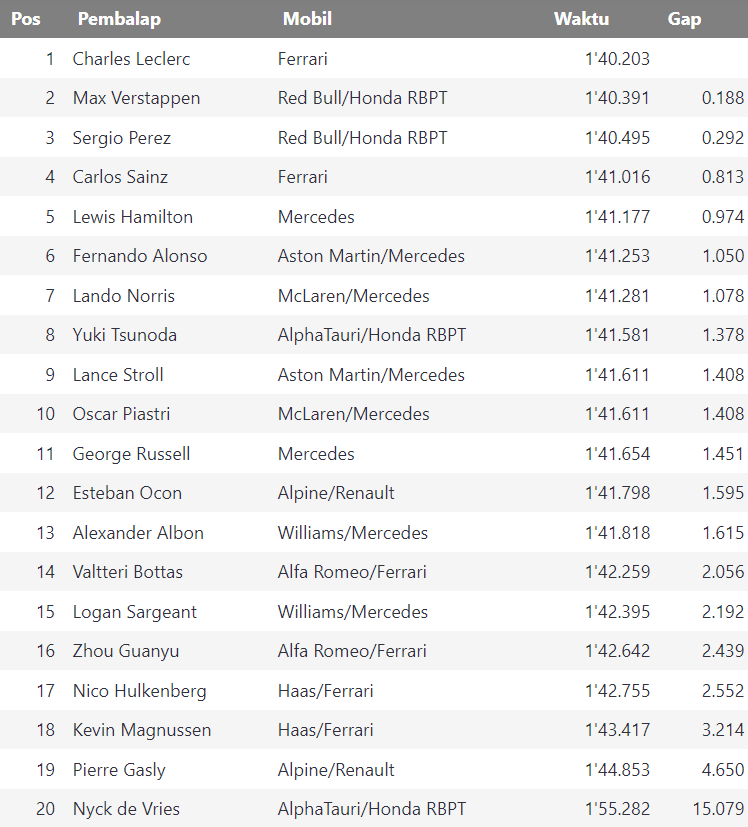 Pos Pembalap Mobil Waktu Gap
1 Charles Leclerc Ferrari 1'40.203
2 Max Verstappen Red Bull/Honda RBPT 1'40.391 0.188
3 Sergio Perez Red Bull/Honda RBPT 1'40.495 0.292
4 Carlos Sainz Ferrari 1'41.016 0.813
5 Lewis Hamilton Mercedes 1'41.177 0.974
6 Fernando Alonso Aston Martin/Mercedes 1'41.253 1.050
7 Lando Norris McLaren/Mercedes 1'41.281 1.078
8 Yuki Tsunoda AlphaTauri/Honda RBPT 1'41.581 1.378
9 Lance Stroll Aston Martin/Mercedes 1'41.611 1.408
10 Oscar Piastri McLaren/Mercedes 1'41.611 1.408
11 George Russell Mercedes 1'41.654 1.451
12 Esteban Ocon Alpine/Renault 1'41.798 1.595
13 Alexander Albon Williams/Mercedes 1'41.818 1.615
14 Valtteri Bottas Alfa Romeo/Ferrari 1'42.259 2.056
15 Logan Sargeant Williams/Mercedes 1'42.395 2.192
16 Zhou Guanyu Alfa Romeo/Ferrari 1'42.642 2.439
17 Nico Hulkenberg Haas/Ferrari 1'42.755 2.552
18 Kevin Magnussen Haas/Ferrari 1'43.417 3.214
19 Pierre Gasly Alpine/Renault 1'44.853 4.650
20 Nyck de Vries AlphaTauri/Honda RBPT 1'55.282 15.079